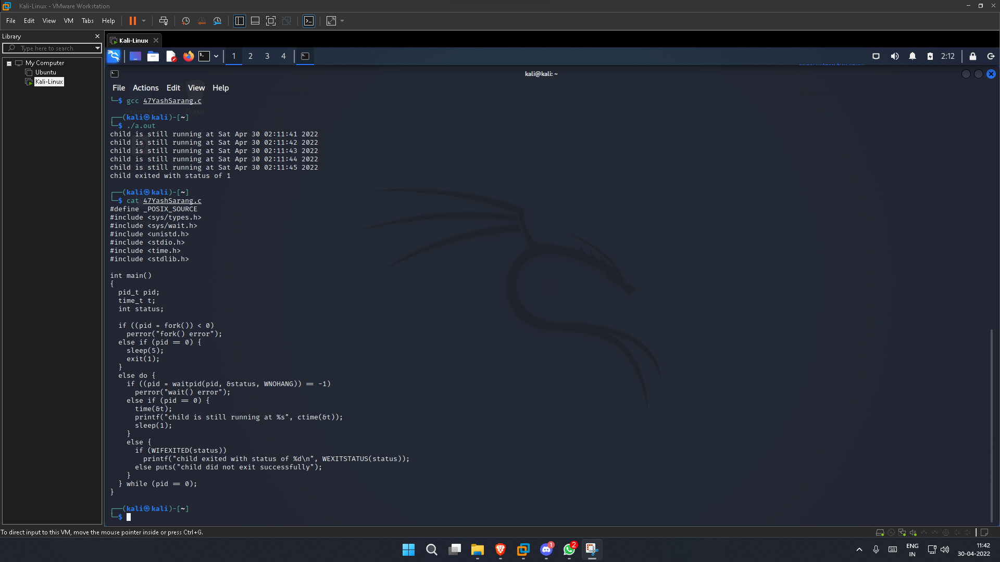 Kali-Linux - VMware Workstation
File Edit View VM Tabs Help
Library
Type here to search
My Computer
Ubuntu
Kali-Linux
Kali-Linux
1 2 3 4
2:12
kali@kali: ~
File Actions Edit View Help
└─$ gcc 47YashSarang.c
┌──(kali㉿kali)-[~]
└─$ ./a.out
child is still running at Sat Apr 30 02:11:41 2022
child is still running at Sat Apr 30 02:11:42 2022
child is still running at Sat Apr 30 02:11:43 2022
child is still running at Sat Apr 30 02:11:44 2022
child is still running at Sat Apr 30 02:11:45 2022
child exited with status of 1
┌──(kali㉿kali)-[~]
└─$ cat 47YashSarang.c
#define _POSIX_SOURCE
#include <sys/types.h>
#include <sys/wait.h>
#include <unistd.h>
#include <stdio.h>
#include <time.h>
#include <stdlib.h>
int main()
{
  pid_t pid;
  time_t t;
  int status;
  if ((pid = fork()) < 0)
    perror("fork() error");
  else if (pid == 0) {
    sleep(5);
    exit(1);
  }
  else do {
    if ((pid = waitpid(pid, &status, WNOHANG)) == -1)
      perror("wait() error");
    else if (pid == 0) {
      time(&t);
      printf("child is still running at %s", ctime(&t));
      sleep(1);
    }
    else {
      if (WIFEXITED(status))
        printf("child exited with status of %d\n", WEXITSTATUS(status));
      else puts("child did not exit successfully");
    }
  } while (pid == 0);
}
┌──(kali㉿kali)-[~]
└─$
To direct input to this VM, move the mouse pointer inside or press Ctrl+G.
1
2
ENG
IN
11:42
30-04-2022